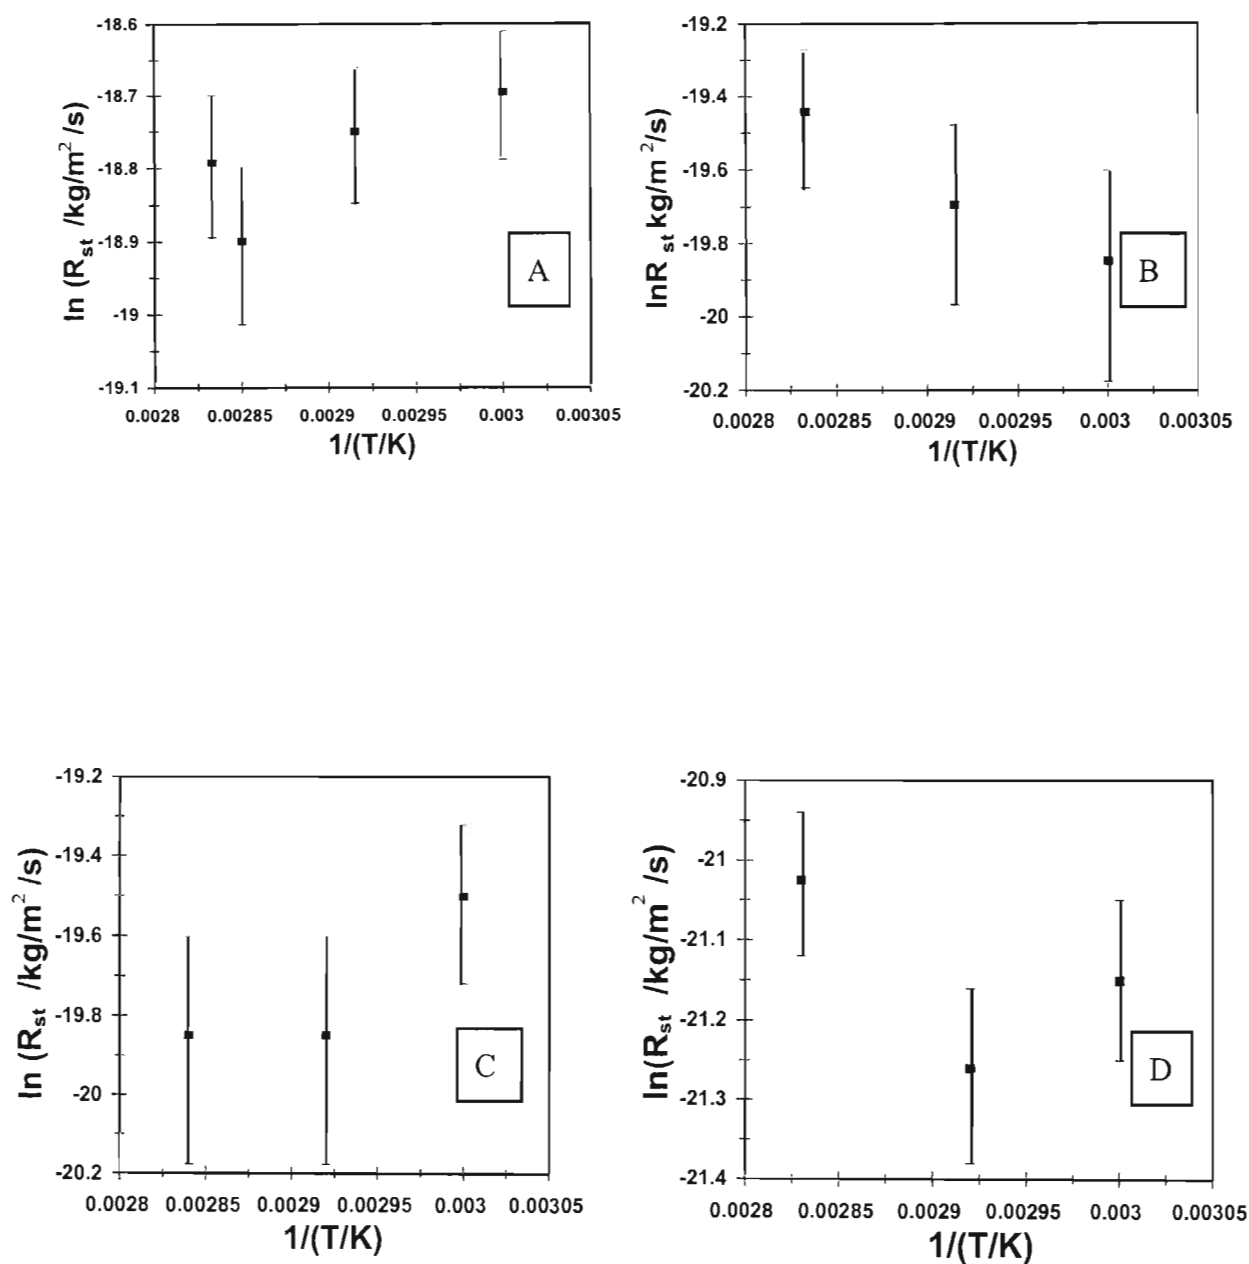 -18.6
-18.7
-18.8
-18.9
-19
-19.1
ln (R st /kg/m 2 /s)
0.0028 0.00285 0.0029 0.00295 0.003 0.00305
1/(T/K)
A
-19.2
-19.4
-19.6
-19.8
-20
-20.2
lnR st kg/m 2/s)
0.0028 0.00285 0.0029 0.00295 0.003 0.00305
1/(T/K)
B
-19.2
-19.4
-19.6
-19.8
-20
-20.2
ln (R st /kg/m 2 /s)
0.0028 0.00285 0.0029 0.00295 0.003 0.00305
1/(T/K)
C
-20.9
-21
-21.1
-21.2
-21.3
-21.4
ln(R st /kg/m 2 /s)
0.0028 0.00285 0.0029 0.00295 0.003 0.00305
1/(T/K)
D